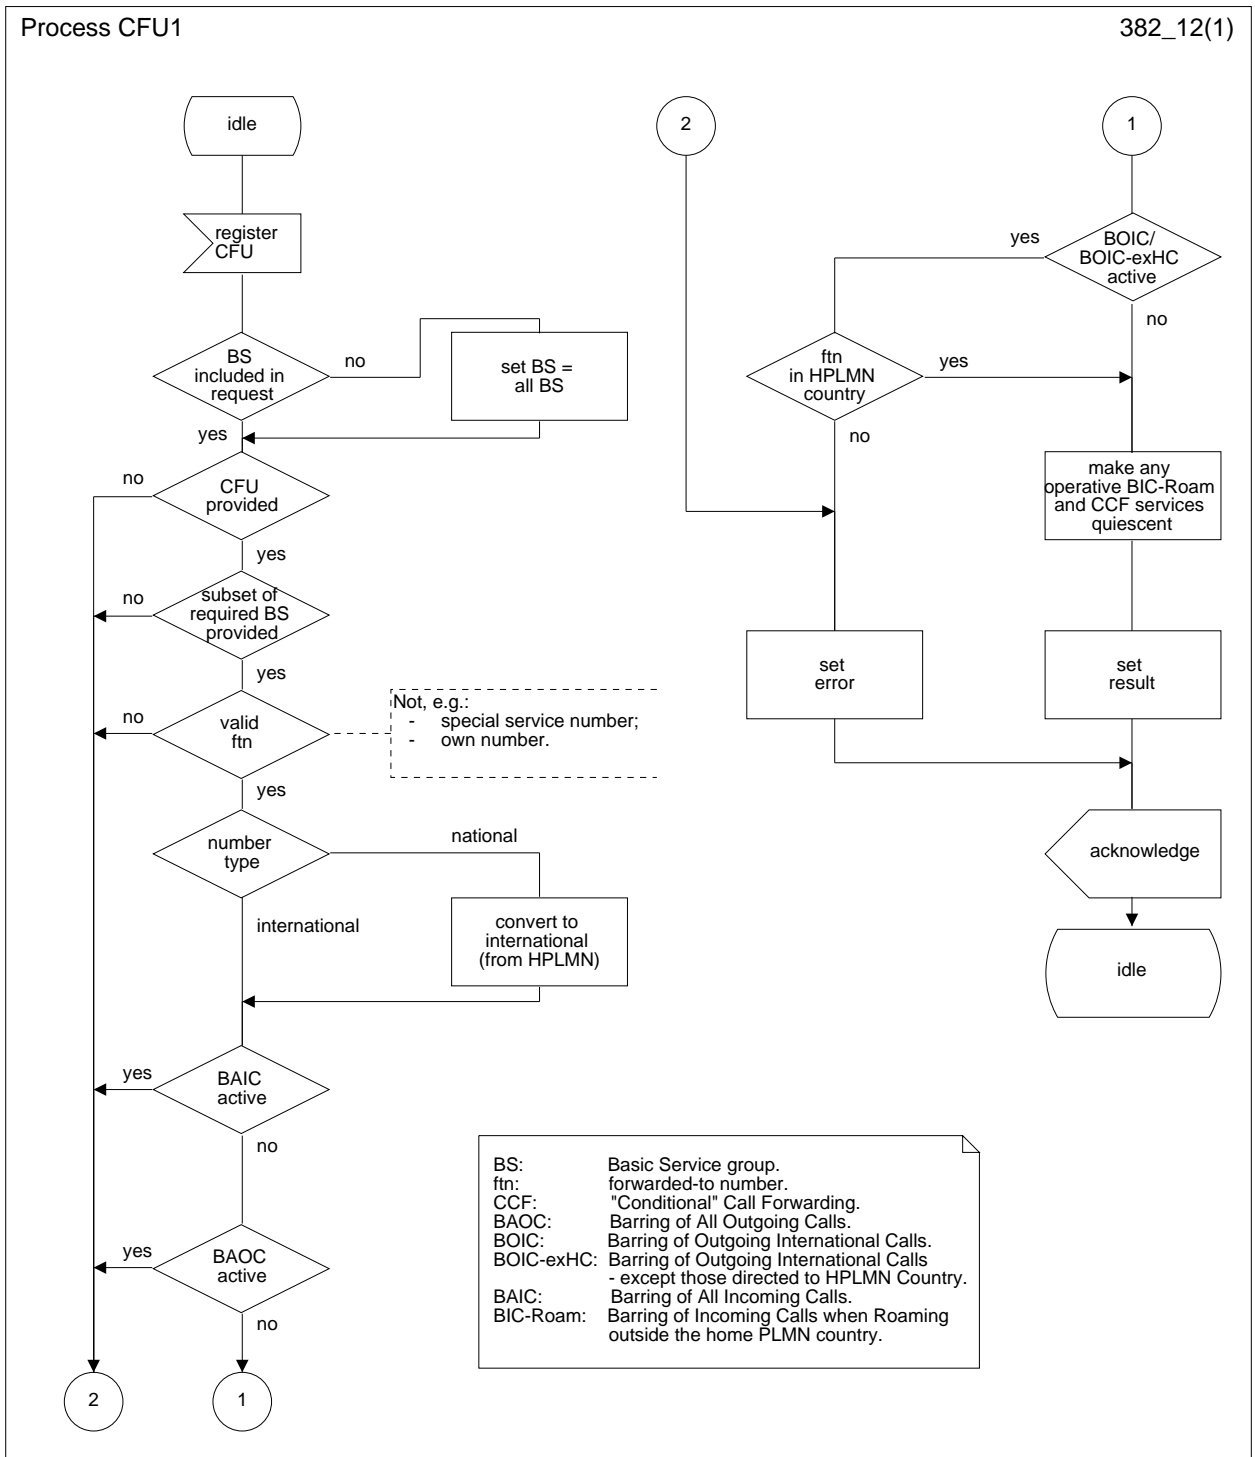 Process CFU1
382_12(1)
idle
register
CFU
BS
included in
request
no
set BS =
all BS
yes
no
CFU
provided
yes
no
subset of
required BS
provided
yes
no
valid
ftn
Not, e.g.:
- special service number;
- own number.
yes
number
type
national
international
convert to
international
(from HPLMN)
yes
BAIC
active
no
yes
BAOC
active
no
2
1
2
1
yes
BOIC/
BOIC-exHC
active
no
ftn
in HPLMN
country
yes
no
make any
operative BIC-Roam
and CCF services
quiescent
set
error
set
result
acknowledge
idle
BS: Basic Service group.
ftn: forwarded-to number.
CCF: "Conditional" Call Forwarding.
BAOC: Barring of All Outgoing Calls.
BOIC: Barring of Outgoing International Calls.
BOIC-exHC: Barring of Outgoing International Calls
- except those directed to HPLMN Country.
BAIC: Barring of All Incoming Calls.
BIC-Roam: Barring of Incoming Calls when Roaming
outside the home PLMN country.